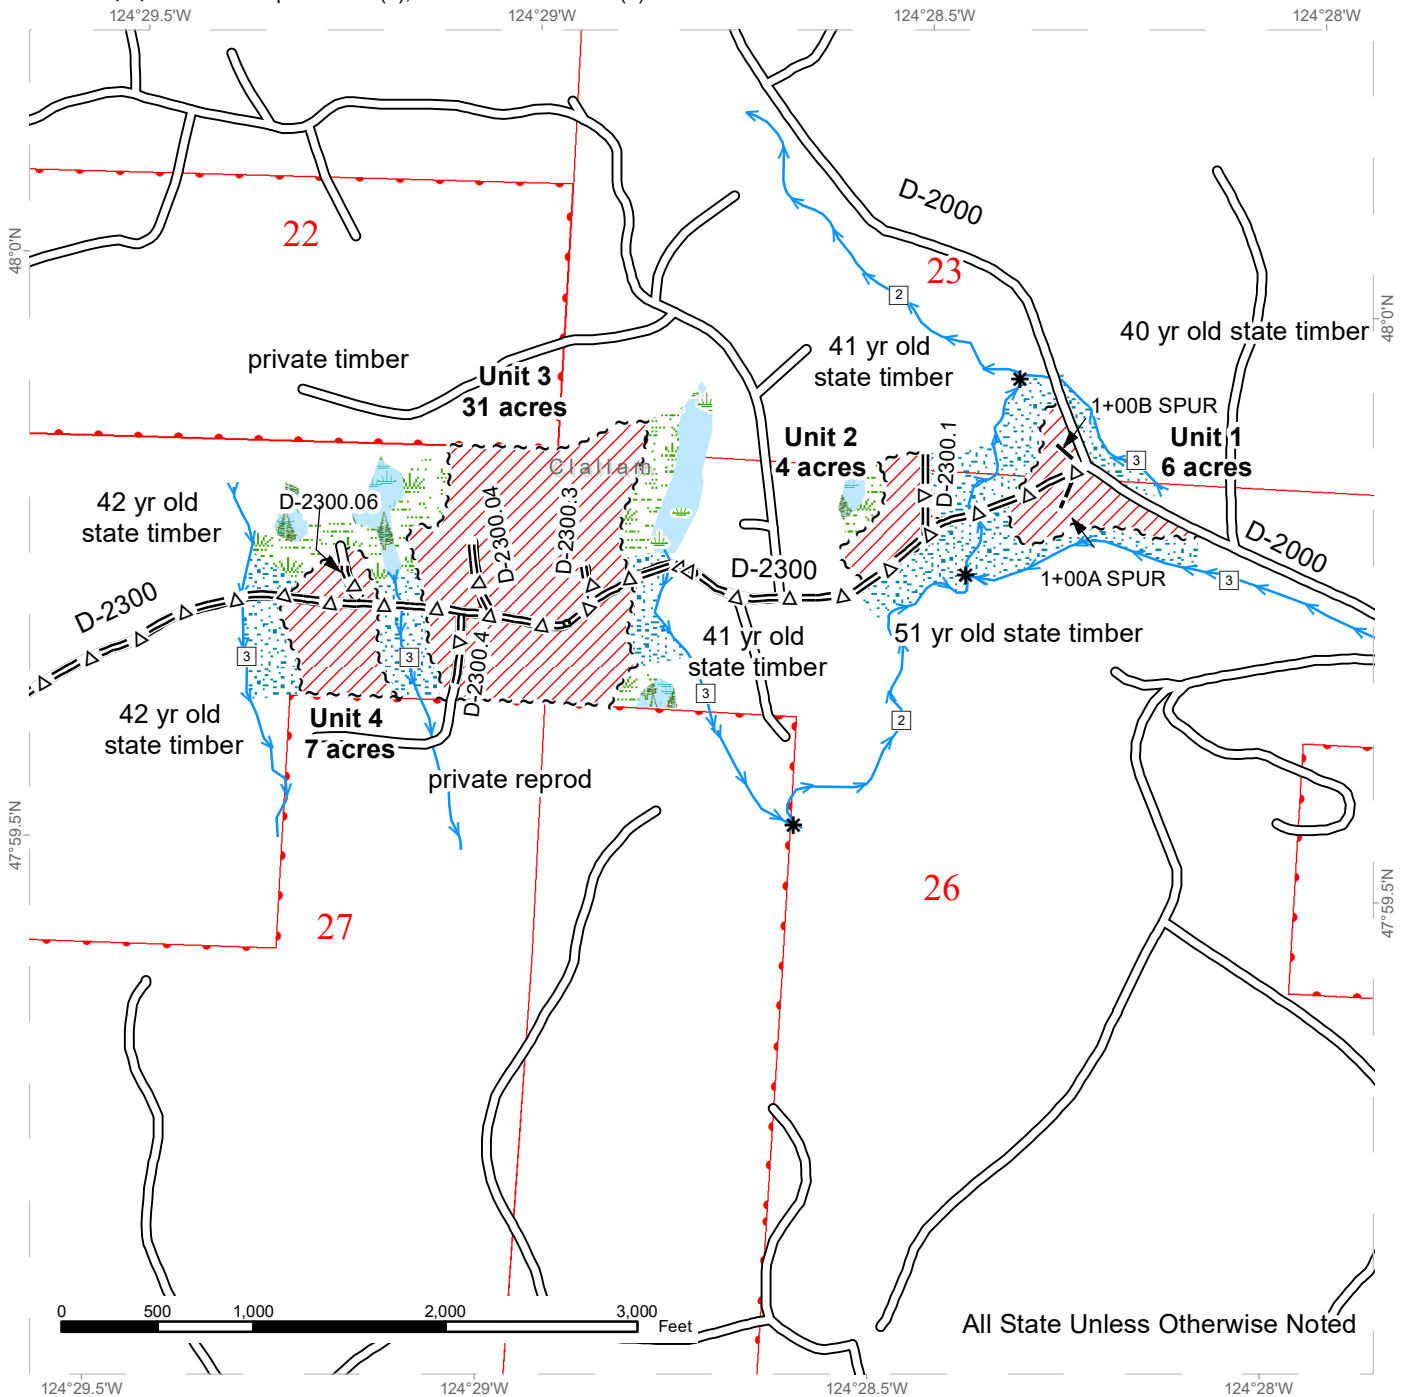 124°29.5'W
124°29'W
124°28.5'W
124°28'W
48°0'N
22
D-2000
23
2
48°0'N
40 yr old state timber
41 yr old
state timber
private timber
Unit 3
31 acres
1+00B SPUR
Unit 2
4 acres
Unit 1
6 acres
Clallam
D-2300.1
3
42 yr old
state timber
D-2300.06
D-2300.04
D-2300.3
D-2000
D-2300
D-2300
1+00A SPUR
3
51 yr old state timber
41 yr old
state timber
3
3
D-2300.4
3
2
42 yr old
state timber
Unit 4
7 acres
private reprod
47°59.5'N
26
27
47°59.5'N
0
500
1,000
2,000
3,000
Feet
All State Unless Otherwise Noted
124°29.5'W
124°29'W
124°28.5'W
124°28'W